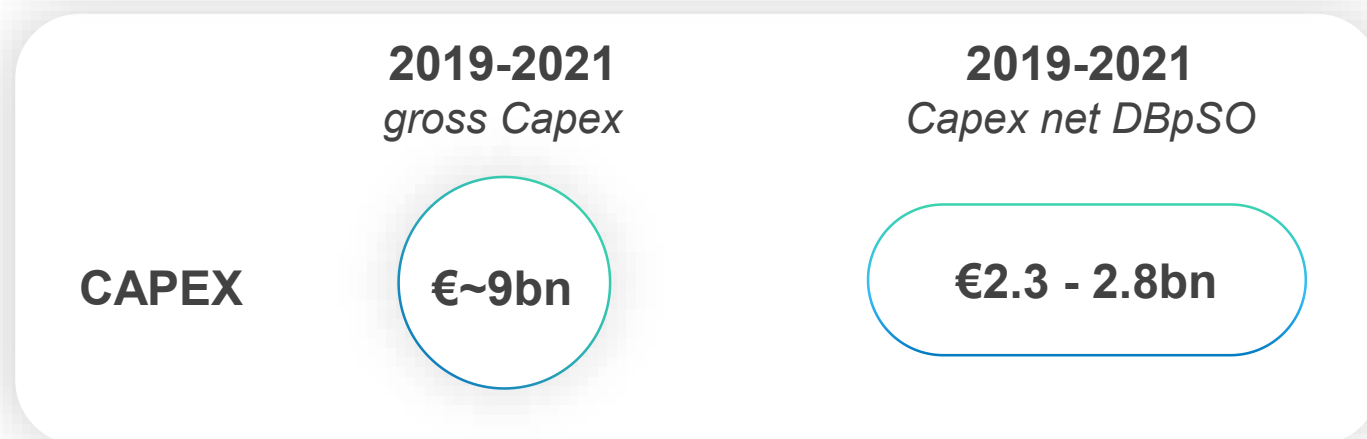 2019-2021
gross Capex
2019-2021
Capex net DBpSO
CAPEX
€~9bn
€2.3 - 2.8bn